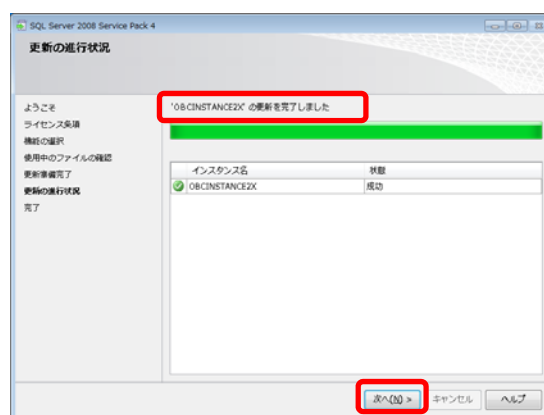 SQL Server 2008 Service Pack 4
更新の進行状況
ようこそ
ライセンス条項
機能の選択
使用中のファイルの確認
更新準備完了
更新の進行状況
完了
'OBCINSTANCE2X' の更新を完了しました
インスタンス名 状態
OBCINSTANCE2X 成功
次へ(N) > キャンセル ヘルプ